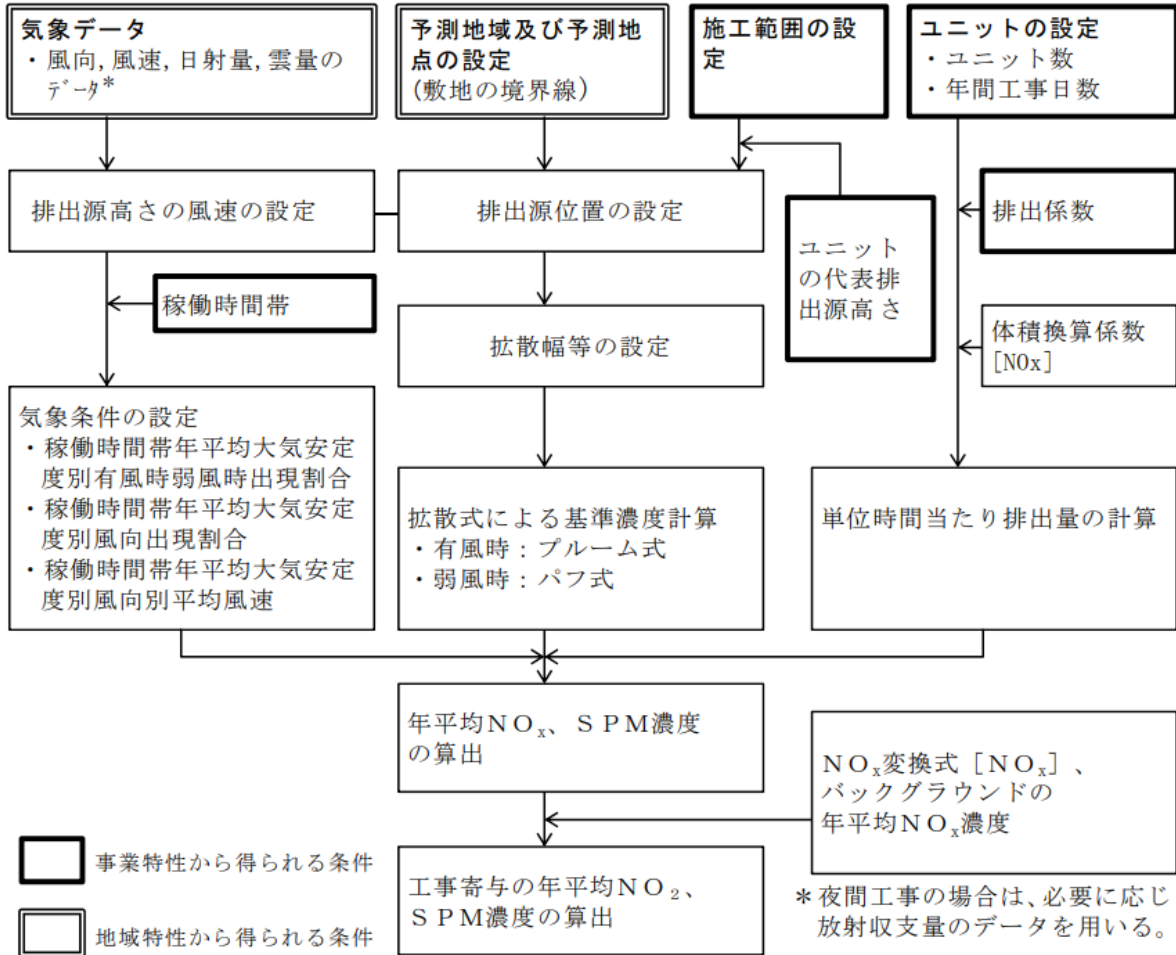 気象データ
・風向,風速,日射量,雲量の
データ*
予測地域及び予測地
点の設定
(敷地の境界線)
施工範囲の設
定
ユニットの設定
・ユニット数
・年間工事日数
排出源高さの風速の設定
排出源位置の設定
ユニット
の代表排
出源高さ
排出係数
稼働時間帯
拡散幅等の設定
体積換算係数
[NOx]
気象条件の設定
・稼働時間帯年平均大気安定
度別有風時弱風時出現割合
・稼働時間帯年平均大気安定
度別風向出現割合
・稼働時間帯年平均大気安定
度別風向別平均風速
拡散式による基準濃度計算
・有風時：プルーム式
・弱風時：パフ式
単位時間当たり排出量の計算
年平均NOx、SPM濃度
の算出
NOx変換式［NOx］、
バックグラウンドの
年平均NOx濃度
工事寄与の年平均NO₂、
SPM濃度の算出
事業特性から得られる条件
地域特性から得られる条件
＊夜間工事の場合は、必要に応じ
放射収支量のデータを用いる。